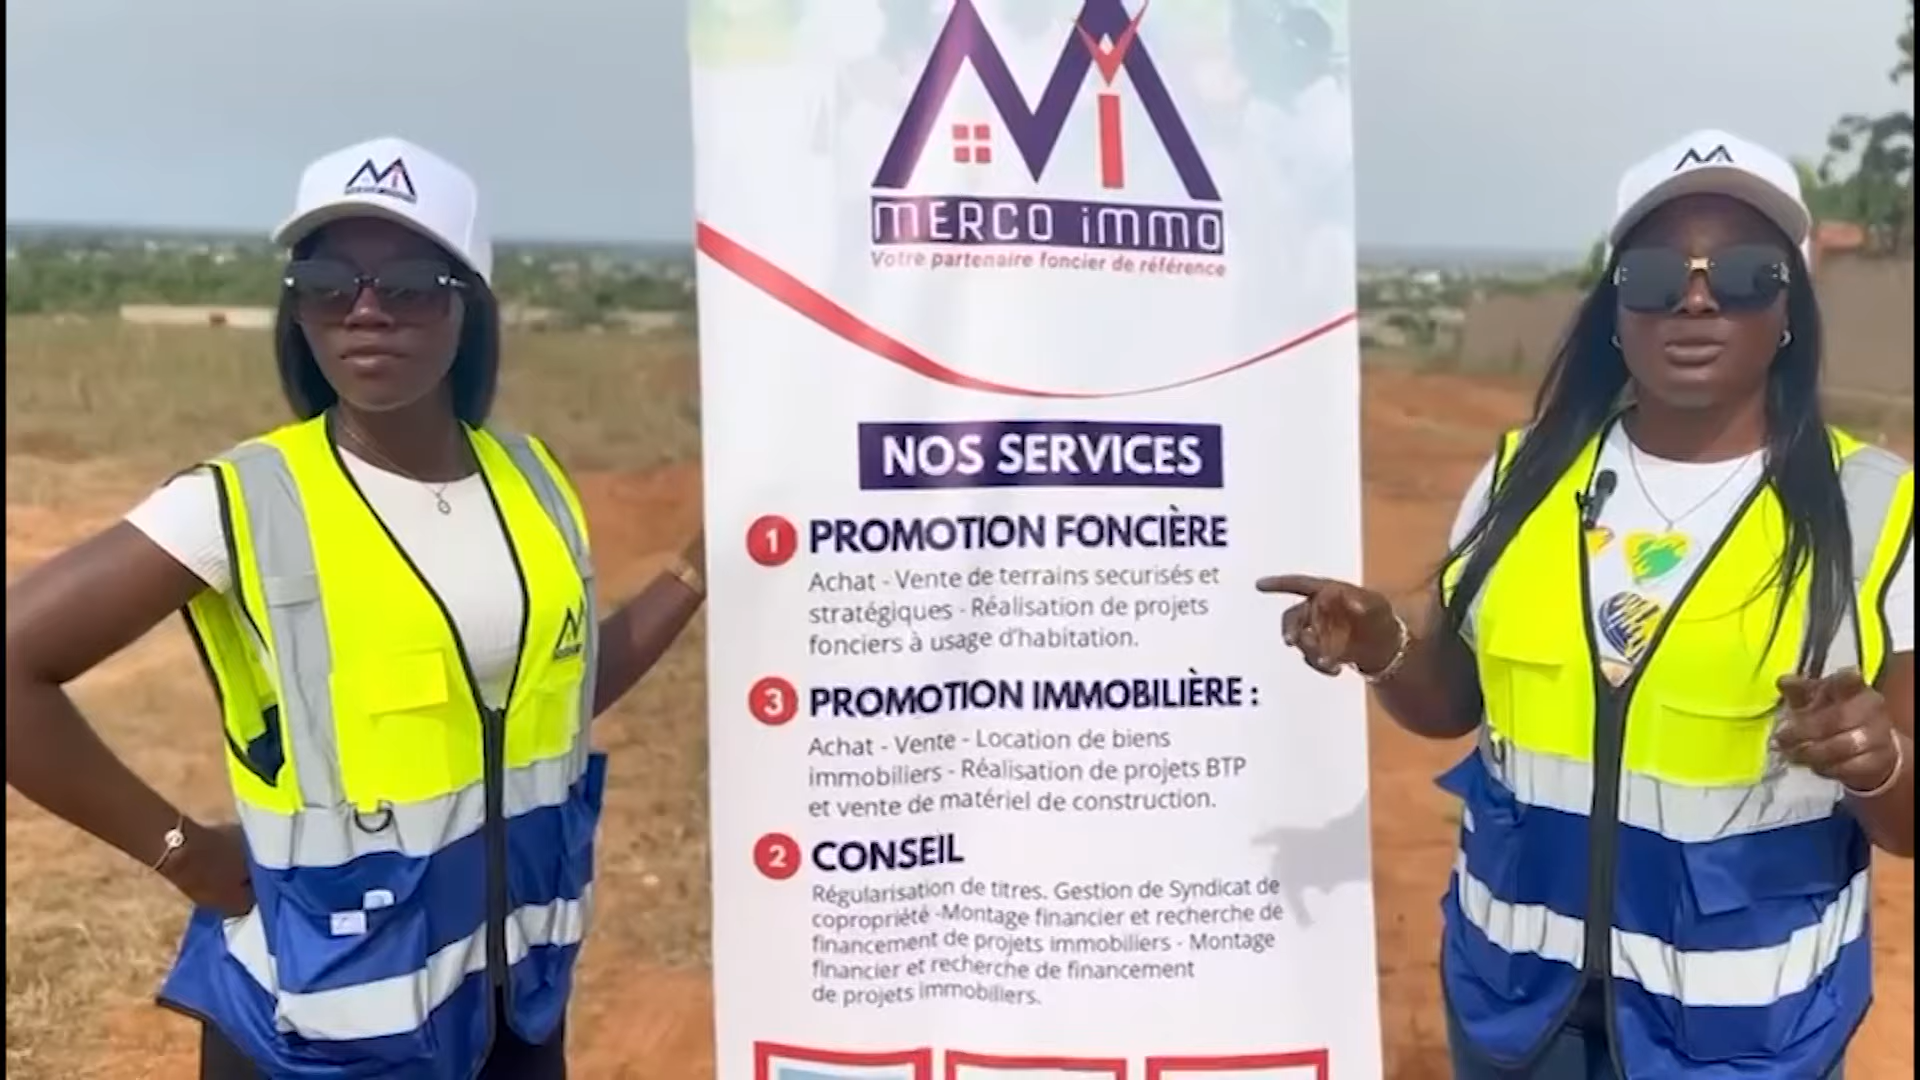 MERCO immo
Votre partenaire foncier de référence
NOS SERVICES
1 PROMOTION FONCIÈRE
Achat - Vente de terrains securisés et
stratégiques - Réalisation de projets
fonciers à usage d'habitation.
3 PROMOTION IMMOBILIÈRE :
Achat - Vente - Location de biens
immobiliers - Réalisation de projets BTP
et vente de matériel de construction.
2 CONSEIL
Régularisation de titres. Gestion de Syndicat de
copropriété -Montage financier et recherche de
financement de projets immobiliers - Montage
financier et recherche de financement
de projets immobiliers.